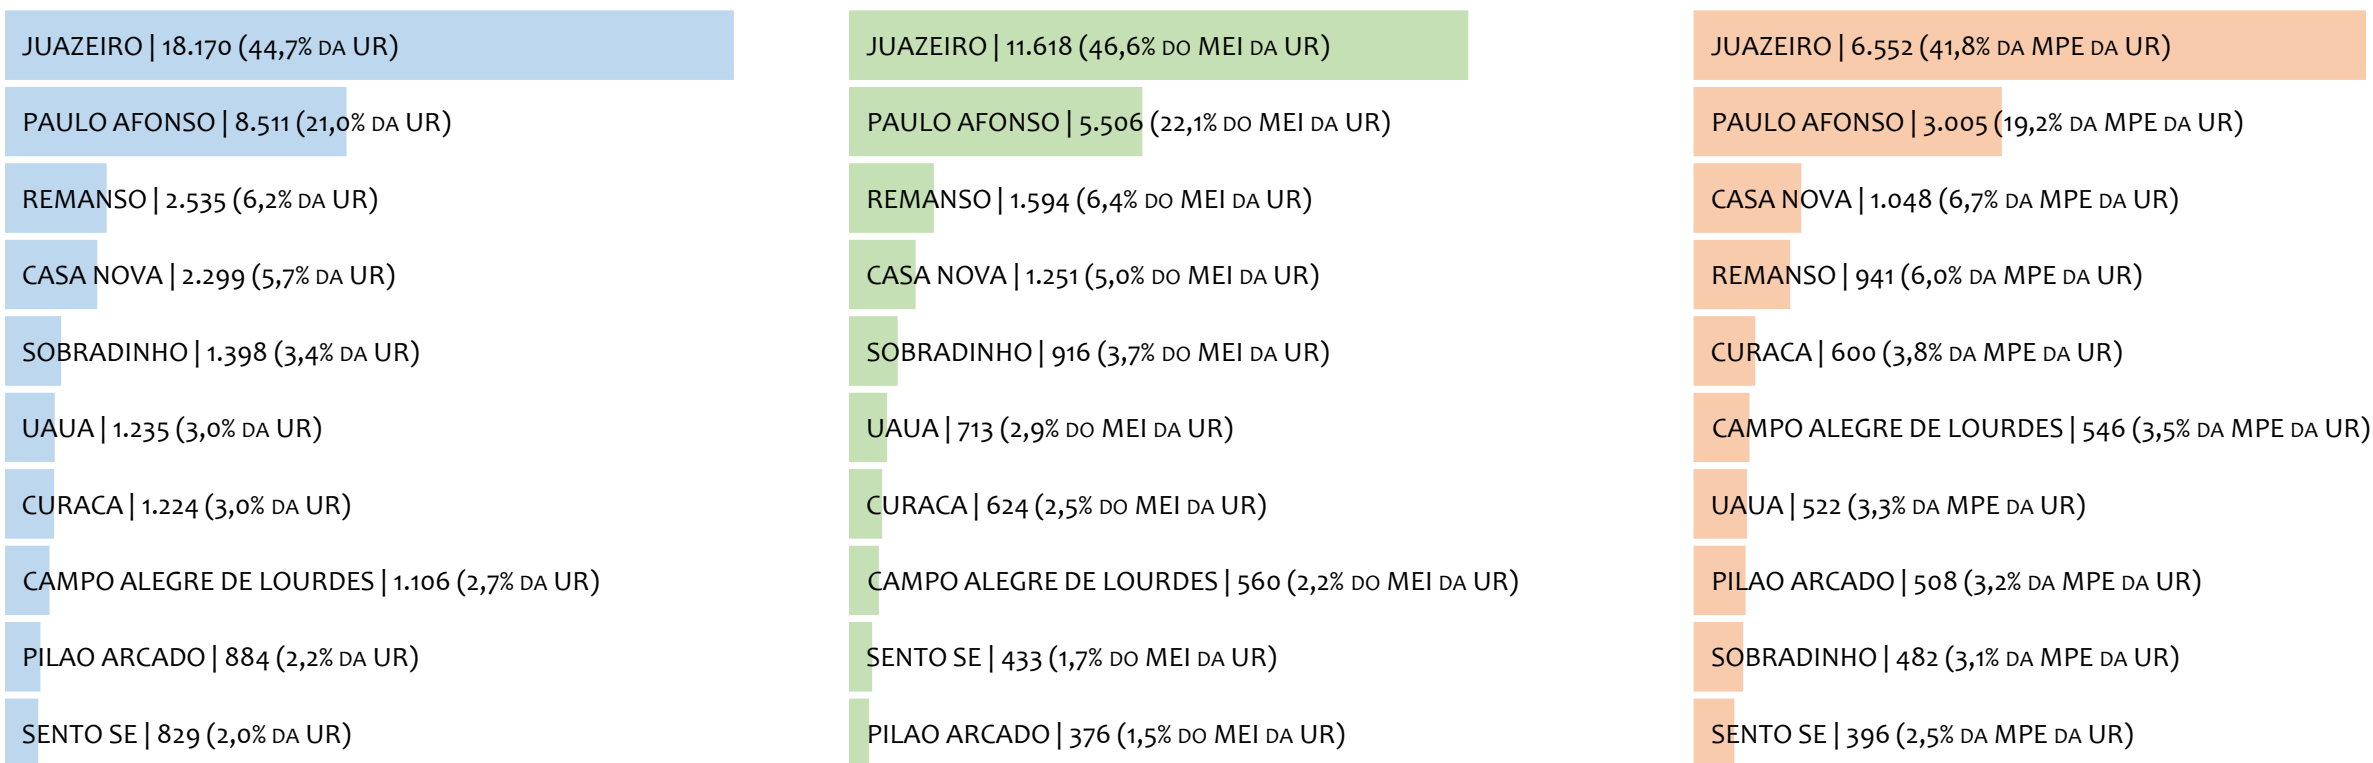 JUAZEIRO | 18.170 (44,7% DA UR)
PAULO AFONSO | 8.511 (21,0% DA UR)
REMANSO | 2.535 (6,2% DA UR)
CASA NOVA | 2.299 (5,7% DA UR)
SOBRADINHO | 1.398 (3,4% DA UR)
UAUA | 1.235 (3,0% DA UR)
CURACA | 1.224 (3,0% DA UR)
CAMPO ALEGRE DE LOURDES | 1.106 (2,7% DA UR)
PILAO ARCADO | 884 (2,2% DA UR)
SENTO SE | 829 (2,0% DA UR)
JUAZEIRO | 11.618 (46,6% DO MEI DA UR)
PAULO AFONSO | 5.506 (22,1% DO MEI DA UR)
REMANSO | 1.594 (6,4% DO MEI DA UR)
CASA NOVA | 1.251 (5,0% DO MEI DA UR)
SOBRADINHO | 916 (3,7% DO MEI DA UR)
UAUA | 713 (2,9% DO MEI DA UR)
CURACA | 624 (2,5% DO MEI DA UR)
CAMPO ALEGRE DE LOURDES | 560 (2,2% DO MEI DA UR)
SENTO SE | 433 (1,7% DO MEI DA UR)
PILAO ARCADO | 376 (1,5% DO MEI DA UR)
JUAZEIRO | 6.552 (41,8% DA MPE DA UR)
PAULO AFONSO | 3.005 (19,2% DA MPE DA UR)
CASA NOVA | 1.048 (6,7% DA MPE DA UR)
REMANSO | 941 (6,0% DA MPE DA UR)
CURACA | 600 (3,8% DA MPE DA UR)
CAMPO ALEGRE DE LOURDES | 546 (3,5% DA MPE DA UR)
UAUA | 522 (3,3% DA MPE DA UR)
PILAO ARCADO | 508 (3,2% DA MPE DA UR)
SOBRADINHO | 482 (3,1% DA MPE DA UR)
SENTO SE | 396 (2,5% DA MPE DA UR)